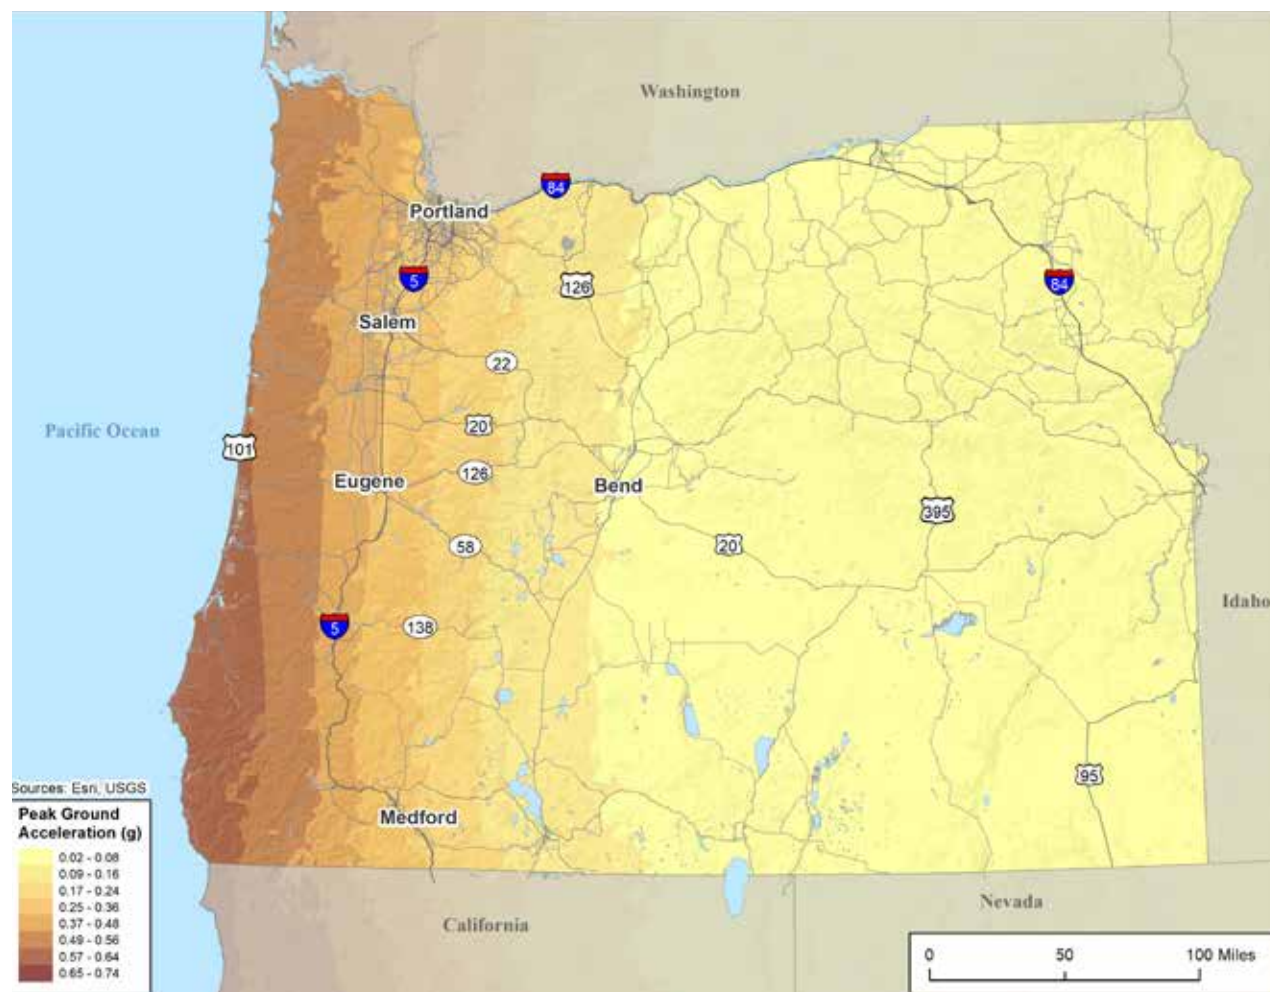 Washington
84
Portland
5
126
84
Salem
22
20
Pacific Ocean
101
126
Eugene
Bend
395
58
20
Idaho
5
138
95
Sources: Esri, USGS
Medford
Peak Ground
Acceleration (g)
0.02 - 0.08
0.09 - 0.16
0.17 - 0.24
0.25 - 0.36
0.37 - 0.48
0.49 - 0.56
0.57 - 0.64
0.65 - 0.74
California
Nevada
0 50 100 Miles